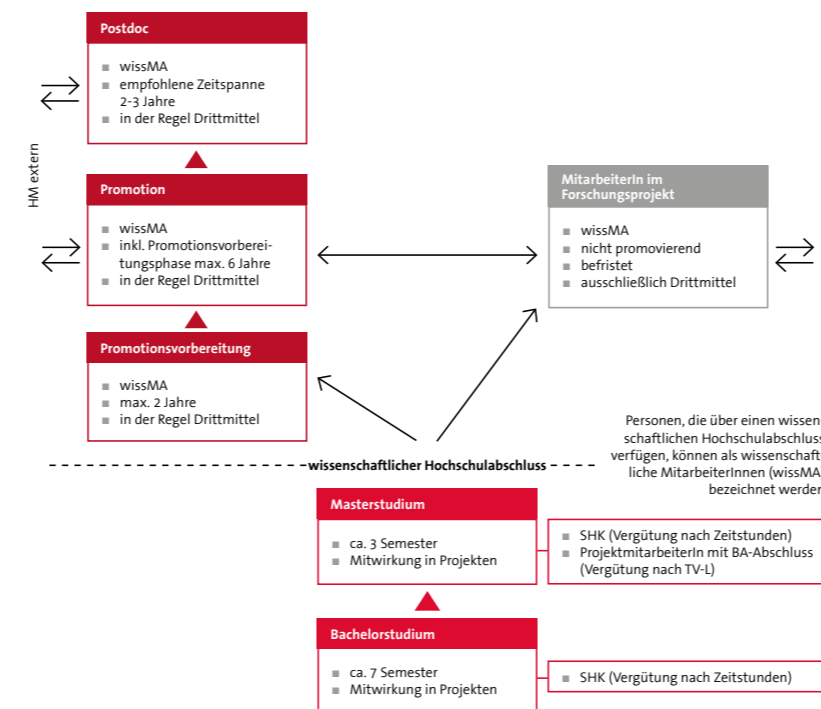 Postdoc
wissMA
empfohlene Zeitspanne
2-3 Jahre
in der Regel Drittmittel
HM extern
Promotion
wissMA
inkl. Promotionsvorberei-
tungsphase max. 6 Jahre
in der Regel Drittmittel
MitarbeiterIn im
Forschungsprojekt
wissMA
nicht promovierend
befristet
ausschließlich Drittmittel
Promotionsvorbereitung
wissMA
max. 2 Jahre
in der Regel Drittmittel
Personen, die über einen wissen-
schaftlichen Hochschulabschluss
verfügen, können als wissenschaft-
liche MitarbeiterInnen (wissMA)
bezeichnet werden
wissenschaftlicher Hochschulabschluss
Masterstudium
ca. 3 Semester
Mitwirkung in Projekten
SHK (Vergütung nach Zeitstunden)
ProjektmitarbeiterIn mit BA-Abschluss
(Vergütung nach TV-L)
Bachelorstudium
ca. 7 Semester
Mitwirkung in Projekten
SHK (Vergütung nach Zeitstunden)